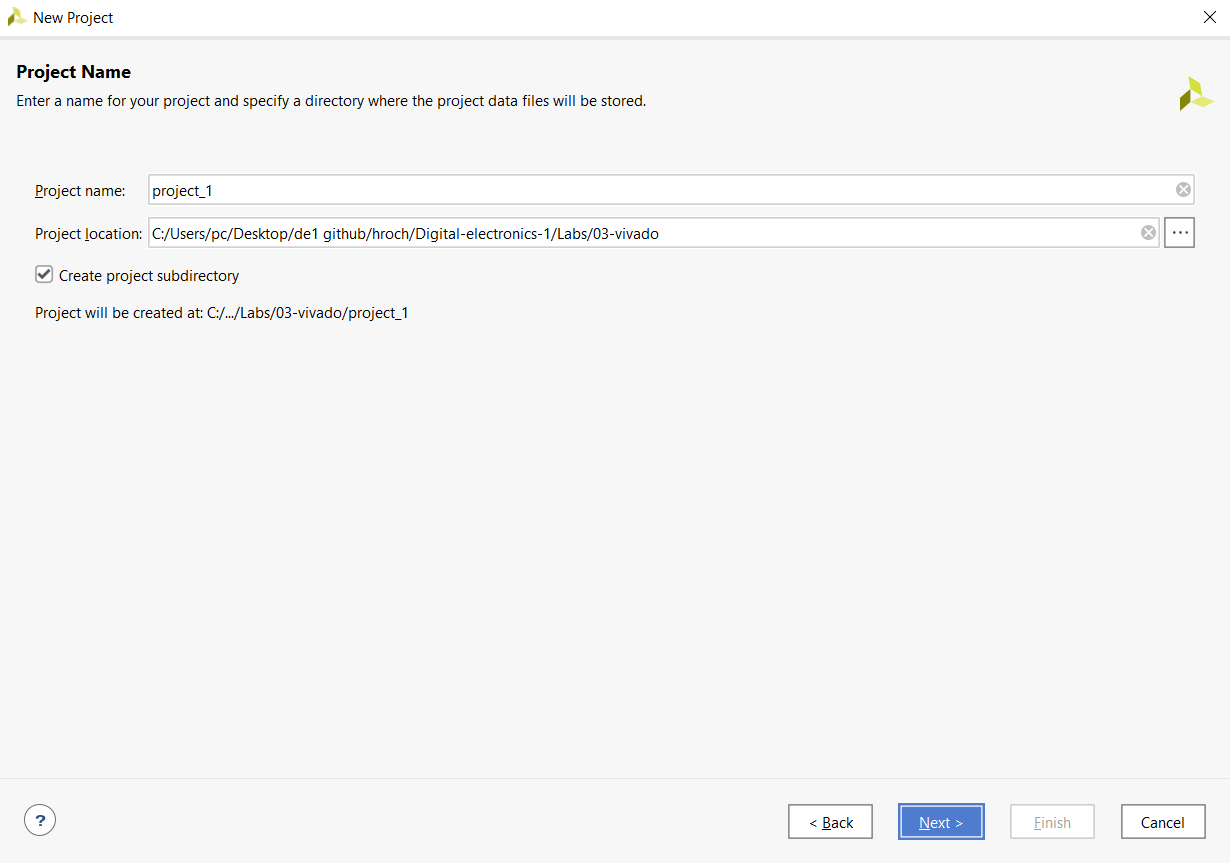 New Project
Project Name
Enter a name for your project and specify a directory where the project data files will be stored.
Project name: project_1
Project location: C:/Users/pc/Desktop/de1 github/hroch/Digital-electronics-1/Labs/03-vivado ...
Create project subdirectory
Project will be created at: C:/.../Labs/03-vivado/project_1
? < Back Next > Finish Cancel